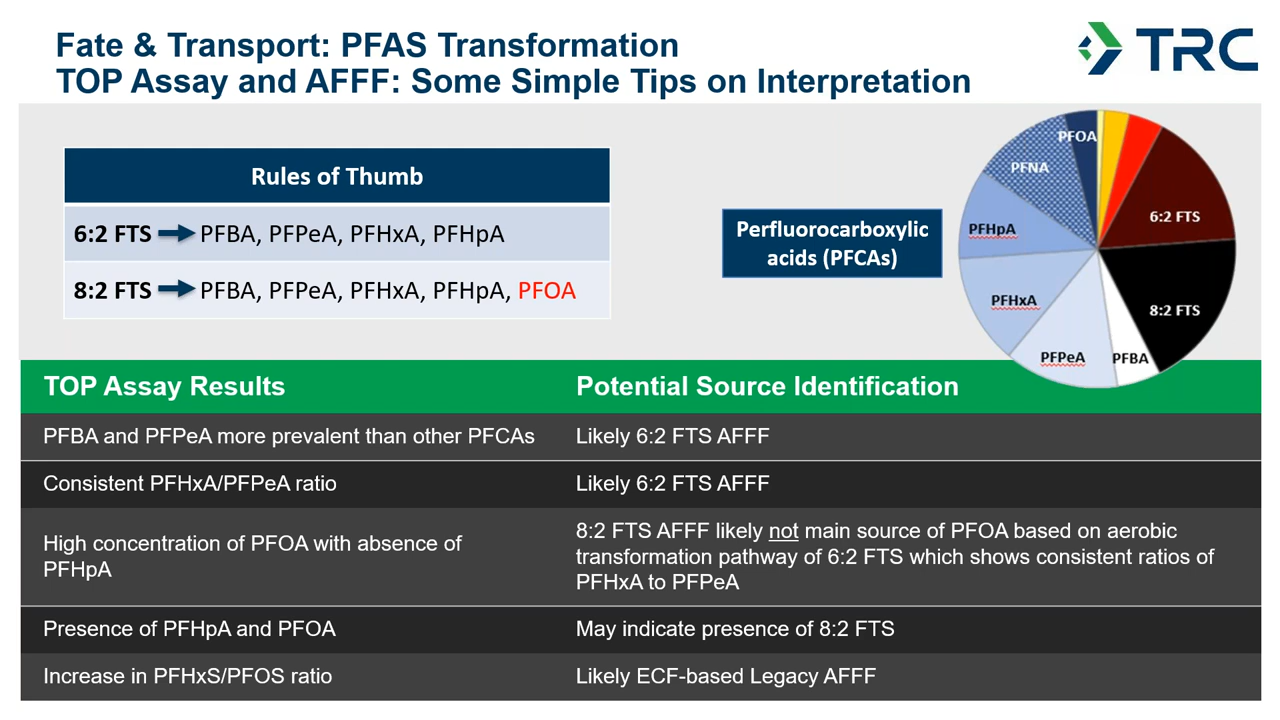 Fate & Transport: PFAS Transformation
TOP Assay and AFFF: Some Simple Tips on Interpretation
TRC
Rules of Thumb
6:2 FTS PFBA, PFPeA, PFHxA, PFHpA
8:2 FTS PFBA, PFPeA, PFHxA, PFHpA, PFOA
Perfluorocarboxylic
acids (PFCAs)
PFOA
PFNA
PFHpA
PFHxA
PFPeA
PFBA
8:2 FTS
6:2 FTS
TOP Assay Results Potential Source Identification
PFBA and PFPeA more prevalent than other PFCAs Likely 6:2 FTS AFFF
Consistent PFHxA/PFPeA ratio Likely 6:2 FTS AFFF
High concentration of PFOA with absence of
PFHpA
8:2 FTS AFFF likely not main source of PFOA based on aerobic
transformation pathway of 6:2 FTS which shows consistent ratios of
PFHxA to PFPeA
Presence of PFHpA and PFOA May indicate presence of 8:2 FTS
Increase in PFHxS/PFOS ratio Likely ECF-based Legacy AFFF